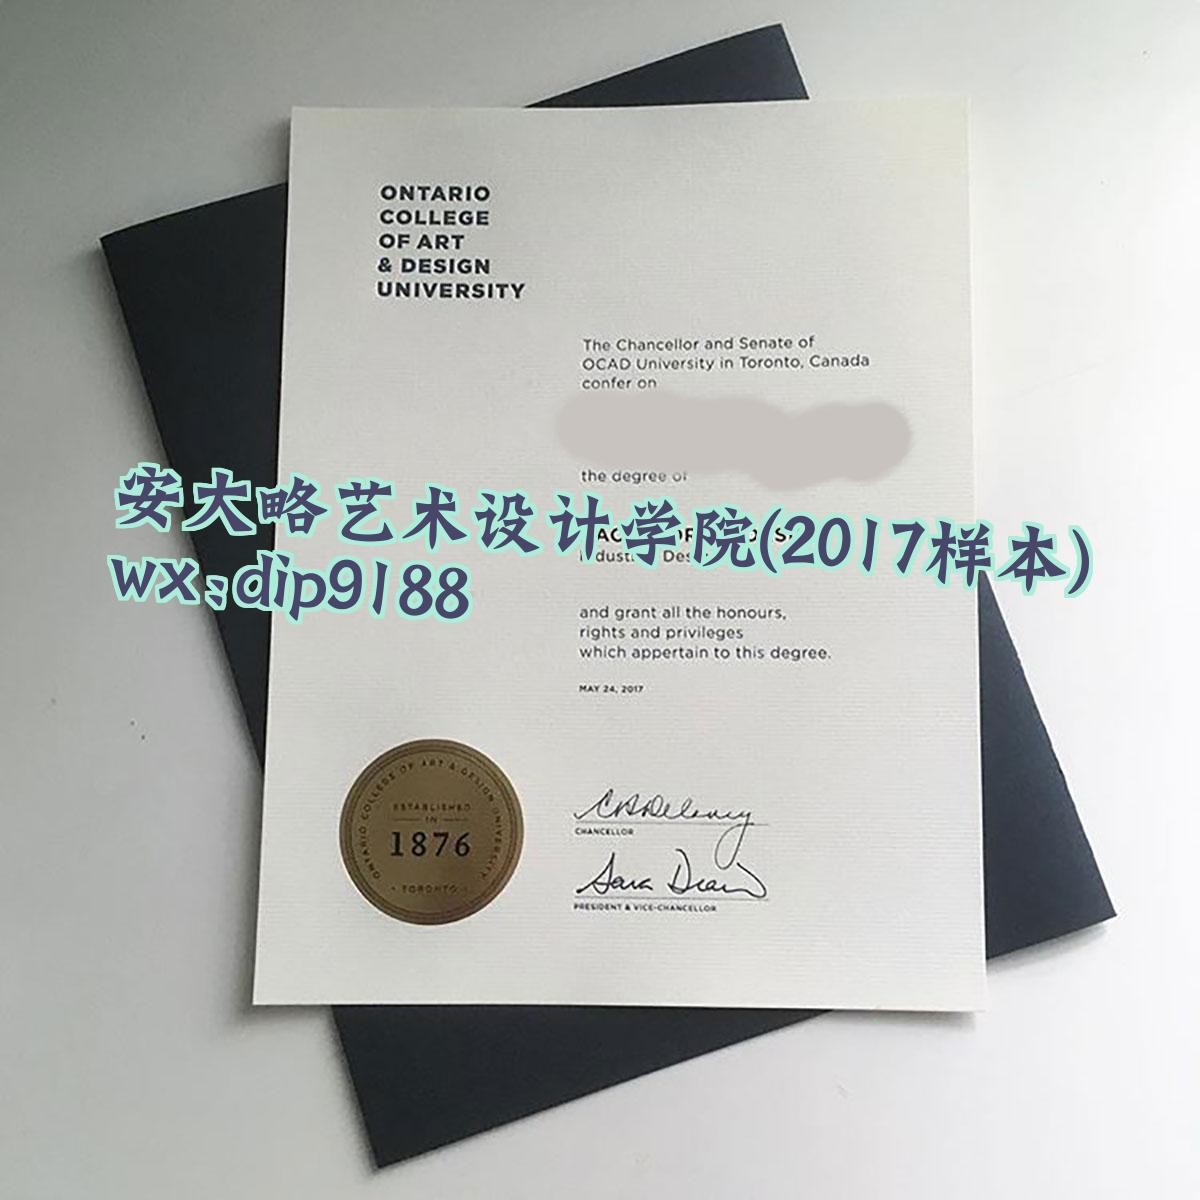 ONTARIO
COLLEGE
OF ART
& DESIGN
UNIVERSITY
The Chancellor and Senate of
OCAD University in Toronto, Canada
confer on
the degree of
安大略艺术设计学院(2017样本)
wx:dip9188
and grant all the honours,
rights and privileges
which appertain to this degree.
MAY 24, 2017
ONTARIO COLLEGE OF ART & DESIGN UNIVERSITY
ESTABLISHED
IN
1876
• TORONTO •
CHANCELLOR
PRESIDENT & VICE-CHANCELLOR